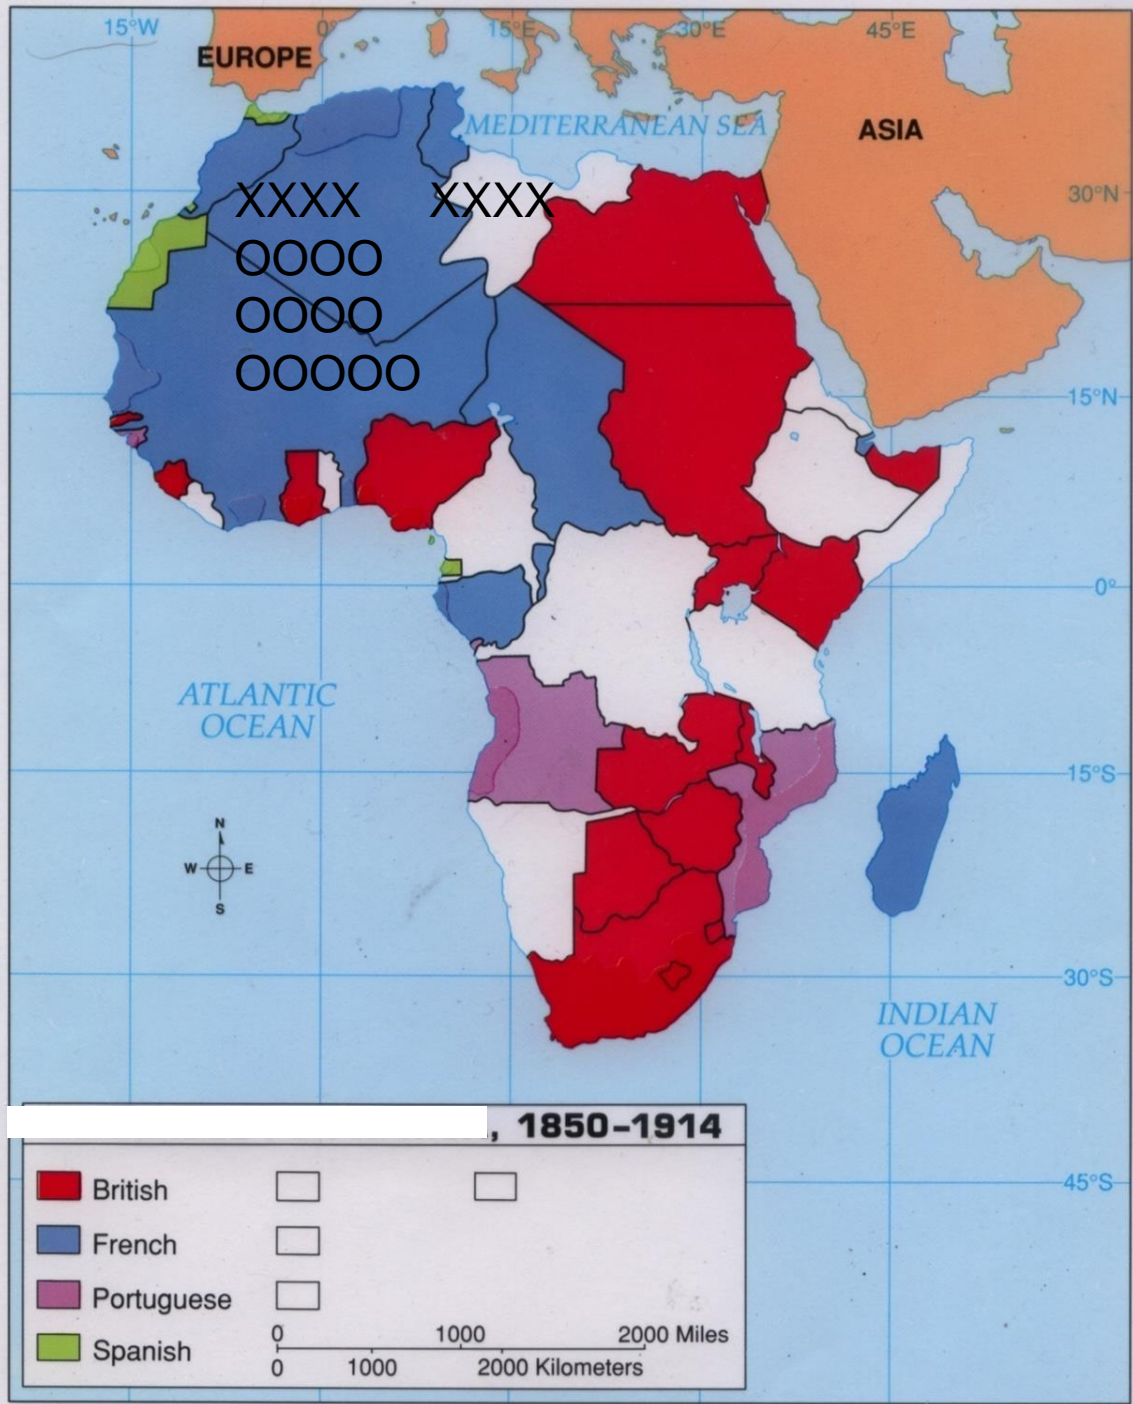 15°W 0° 15°E 30°E 45°E
EUROPE
MEDITERRANEAN SEA
ASIA
XXXX XXXX
30°N
OOOO
OOOO
OOOOO
15°N
0°
ATLANTIC
OCEAN
15°S
N
W E
S
30°S
INDIAN
OCEAN
, 1850–1914
British
45°S
French
Portuguese
0 1000 2000 Miles
Spanish
0 1000 2000 Kilometers